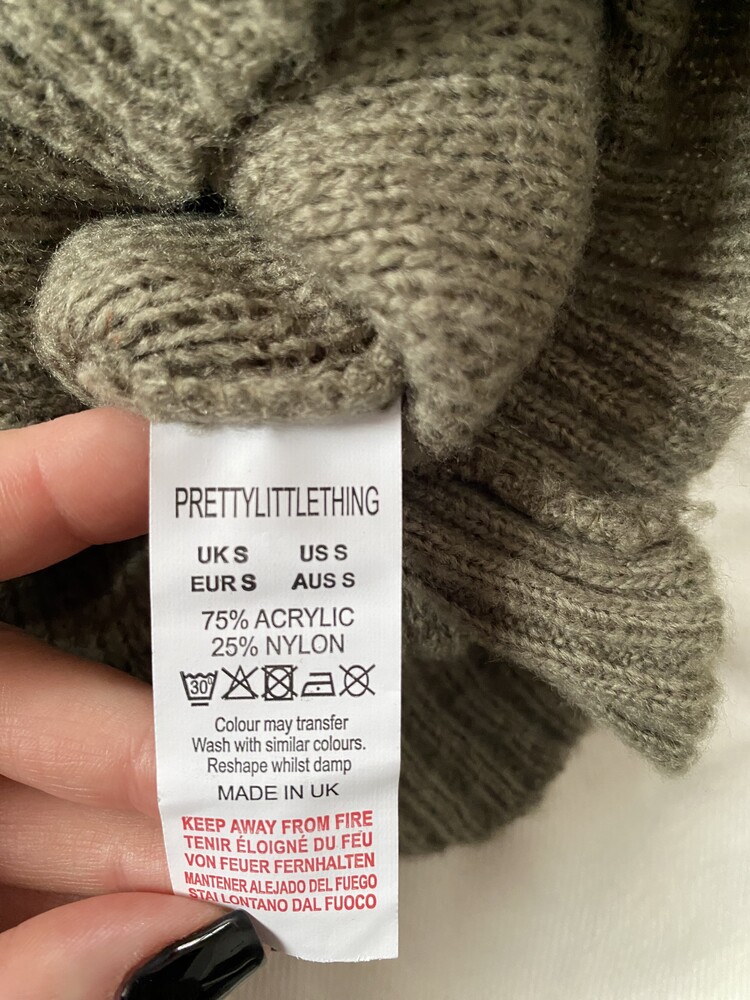 PRETTYLITTLETHING
UK S US S
EUR S AUS S
75% ACRYLIC
25% NYLON
30°
Colour may transfer
Wash with similar colours.
Reshape whilst damp
MADE IN UK
KEEP AWAY FROM FIRE
TENIR ÉLOIGNÉ DU FEU
VON FEUER FERNHALTEN
MANTENER ALEJADO DEL FUEGO
STAI LONTANO DAL FUOCO